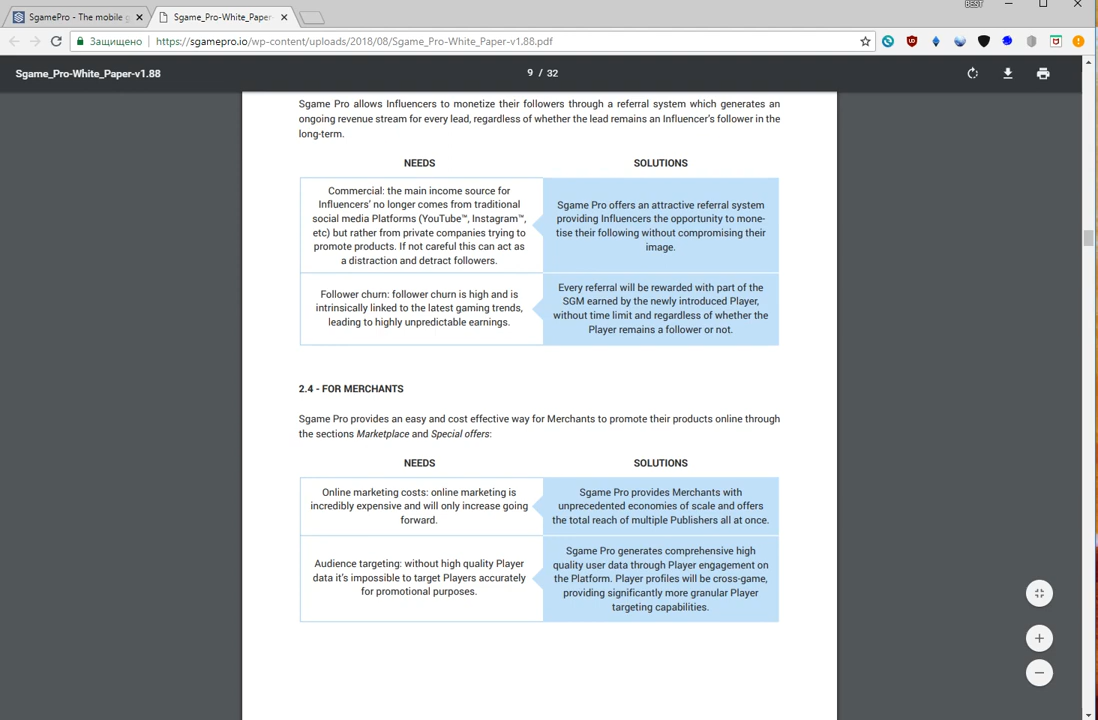 SgamePro - The mobile g
Sgame_Pro-White_Paper-
BEST
Защищено
https://sgamepro.io/wp-content/uploads/2018/08/Sgame_Pro-White_Paper-v1.88.pdf
Sgame_Pro-White_Paper-v1.88
9 / 32
Sgame Pro allows Influencers to monetize their followers through a referral system which generates an
ongoing revenue stream for every lead, regardless of whether the lead remains an Influencer's follower in the
long-term.
NEEDS
SOLUTIONS
Commercial: the main income source for
Influencers' no longer comes from traditional
social media Platforms (YouTube™, Instagram™,
etc) but rather from private companies trying to
promote products. If not careful this can act as
a distraction and detract followers.
Sgame Pro offers an attractive referral system
providing Influencers the opportunity to mone-
tise their following without compromising their
image.
Follower churn: follower churn is high and is
intrinsically linked to the latest gaming trends,
leading to highly unpredictable earnings.
Every referral will be rewarded with part of the
SGM earned by the newly introduced Player,
without time limit and regardless of whether the
Player remains a follower or not.
2.4 - FOR MERCHANTS
Sgame Pro provides an easy and cost effective way for Merchants to promote their products online through
the sections Marketplace and Special offers:
NEEDS
SOLUTIONS
Online marketing costs: online marketing is
incredibly expensive and will only increase going
forward.
Sgame Pro provides Merchants with
unprecedented economies of scale and offers
the total reach of multiple Publishers all at once.
Audience targeting: without high quality Player
data it's impossible to target Players accurately
for promotional purposes.
Sgame Pro generates comprehensive high
quality user data through Player engagement on
the Platform. Player profiles will be cross-game,
providing significantly more granular Player
targeting capabilities.